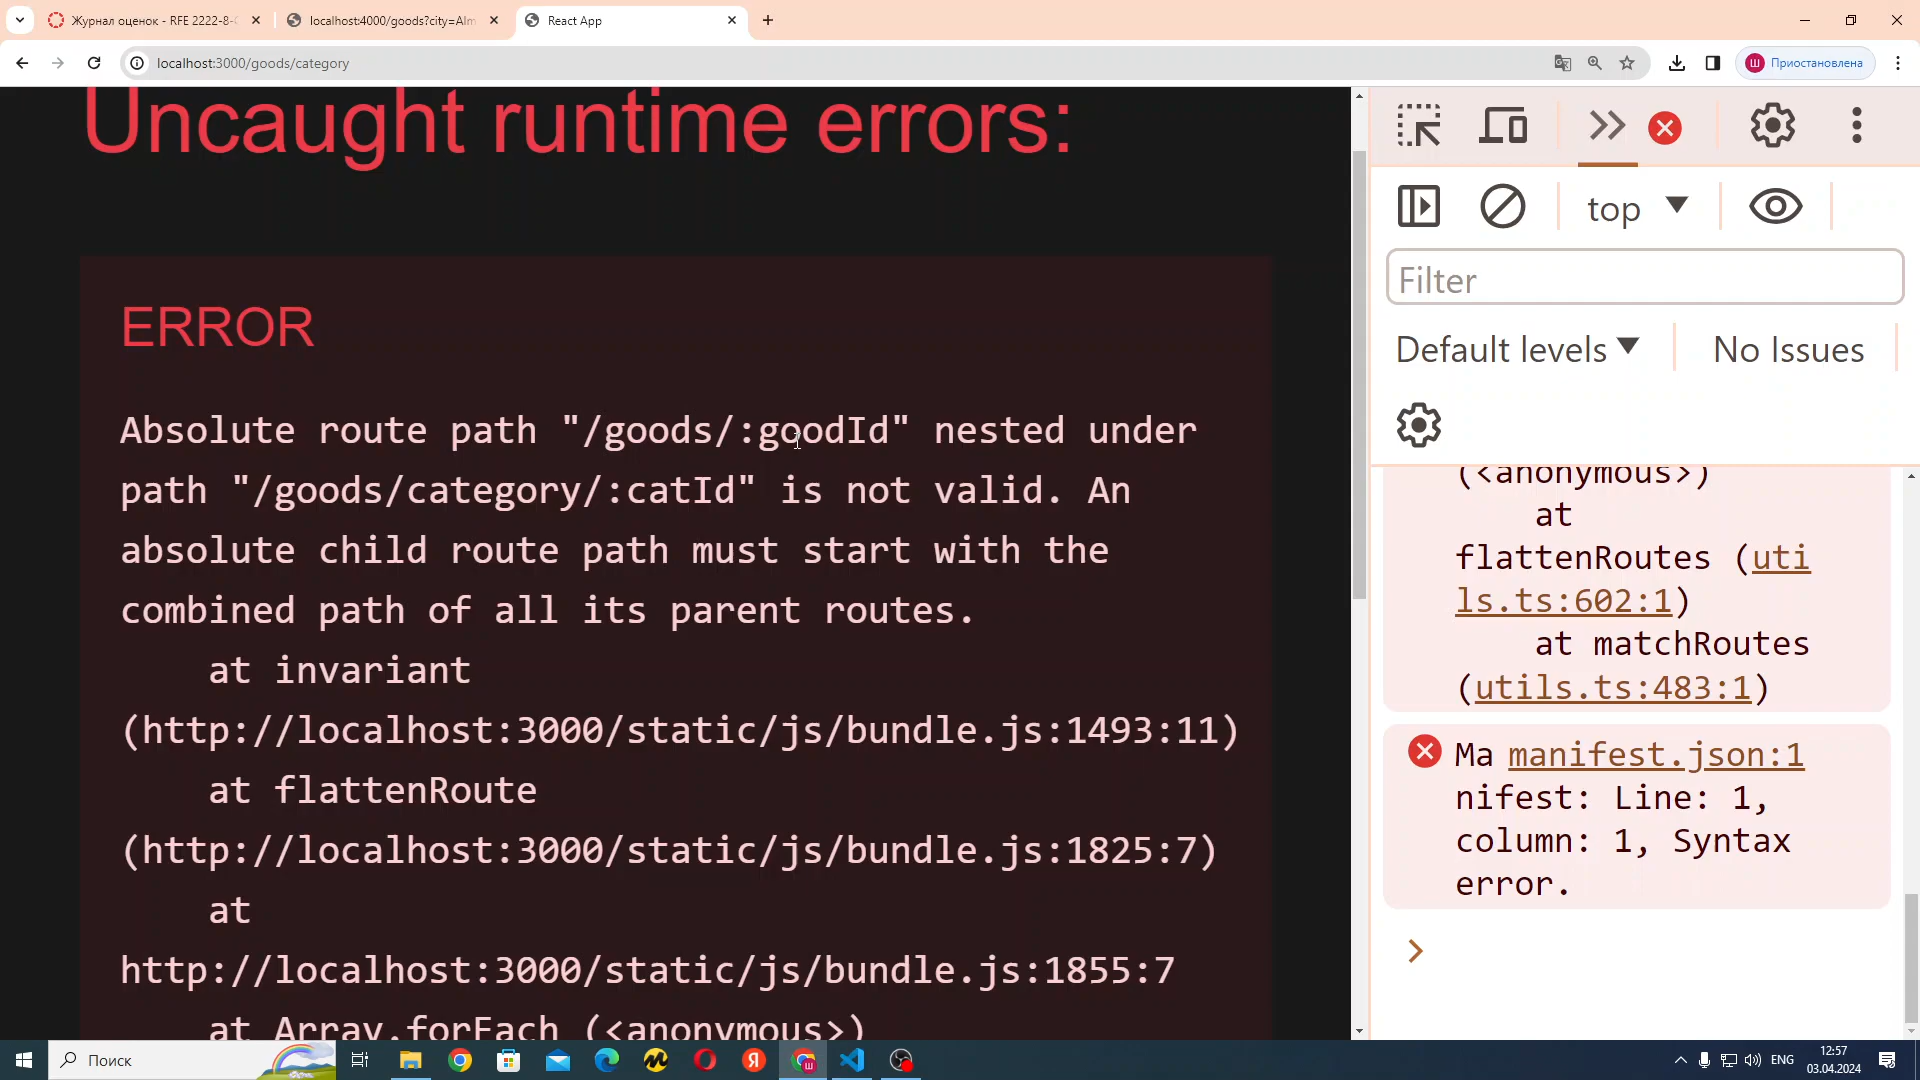 Журнал оценок - RFE 2222-8-
localhost:4000/goods?city=Alm
React App
localhost:3000/goods/category
Приостановлена
Uncaught runtime errors:
ERROR
Absolute route path "/goods/:goodId" nested under
path "/goods/category/:catId" is not valid. An
absolute child route path must start with the
combined path of all its parent routes.
at invariant
(http://localhost:3000/static/js/bundle.js:1493:11)
at flattenRoute
(http://localhost:3000/static/js/bundle.js:1825:7)
at
http://localhost:3000/static/js/bundle.js:1855:7
at Array.forEach (<anonymous>)
top
Filter
Default levels
No Issues
(<anonymous>)
at
flattenRoutes (uti
ls.ts:602:1)
at matchRoutes
(utils.ts:483:1)
Ma manifest.json:1
nifest: Line: 1,
column: 1, Syntax
error.
Поиск
ENG
12:57
03.04.2024